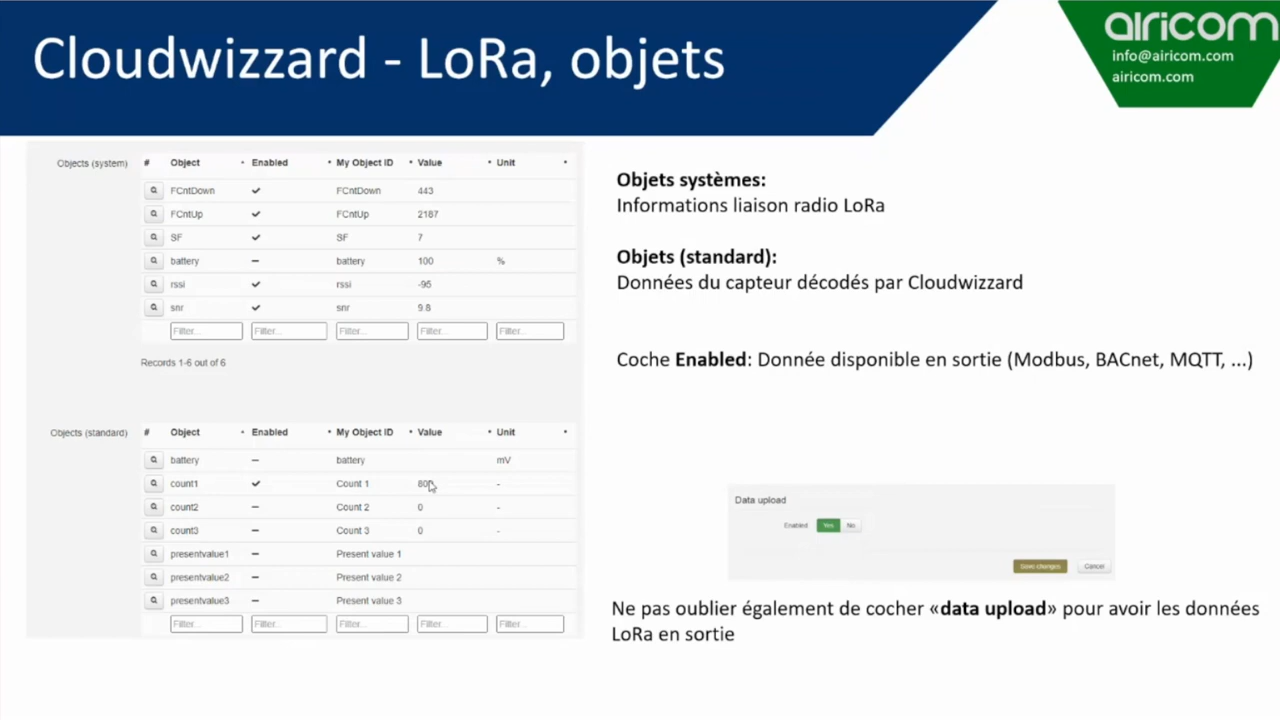 Cloudwizzard - LoRa, objets
airicom
info@airicom.com
airicom.com
Objects (system) # Object Enabled My Object ID Value Unit
FCntDown FCntDown 443
FCntUp FCntUp 2187
SF SF 7
battery battery 100 %
rssi rssi -95
snr snr 9.8
Filter... Filter... Filter... Filter... Filter...
Records 1-6 out of 6
Objects (standard) # Object Enabled My Object ID Value Unit
battery battery mV
count1 Count 1 -
count2 Count 2 0 -
count3 Count 3 0 -
presentvalue1 Present value 1
presentvalue2 Present value 2
presentvalue3 Present value 3
Filter... Filter... Filter... Filter... Filter...
Objets systèmes:
Informations liaison radio LoRa
Objets (standard):
Données du capteur décodés par Cloudwizzard
Coche Enabled: Donnée disponible en sortie (Modbus, BACnet, MQTT, ...)
Data upload
Enabled Yes No
Save changes Cancel
Ne pas oublier également de cocher «data upload» pour avoir les données
LoRa en sortie